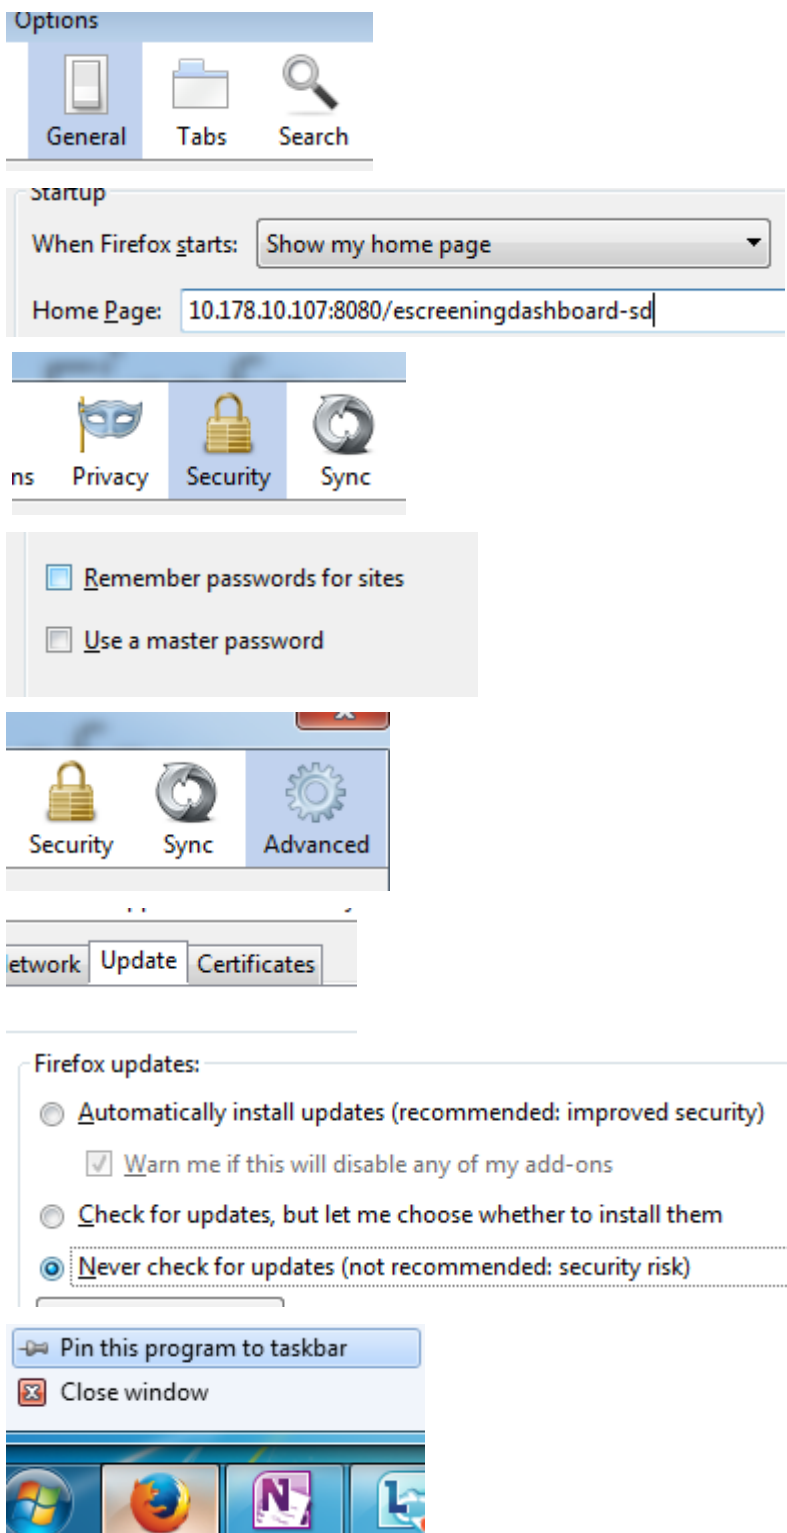 Options
General Tabs Search
Startup
When Firefox starts: Show my home page
Home Page: 10.178.10.107:8080/escreeningdashboard-sd
ns Privacy Security Sync
Remember passwords for sites
Use a master password
Security Sync Advanced
etwork Update Certificates
Firefox updates:
Automatically install updates (recommended: improved security)
Warn me if this will disable any of my add-ons
Check for updates, but let me choose whether to install them
Never check for updates (not recommended: security risk)
Pin this program to taskbar
Close window